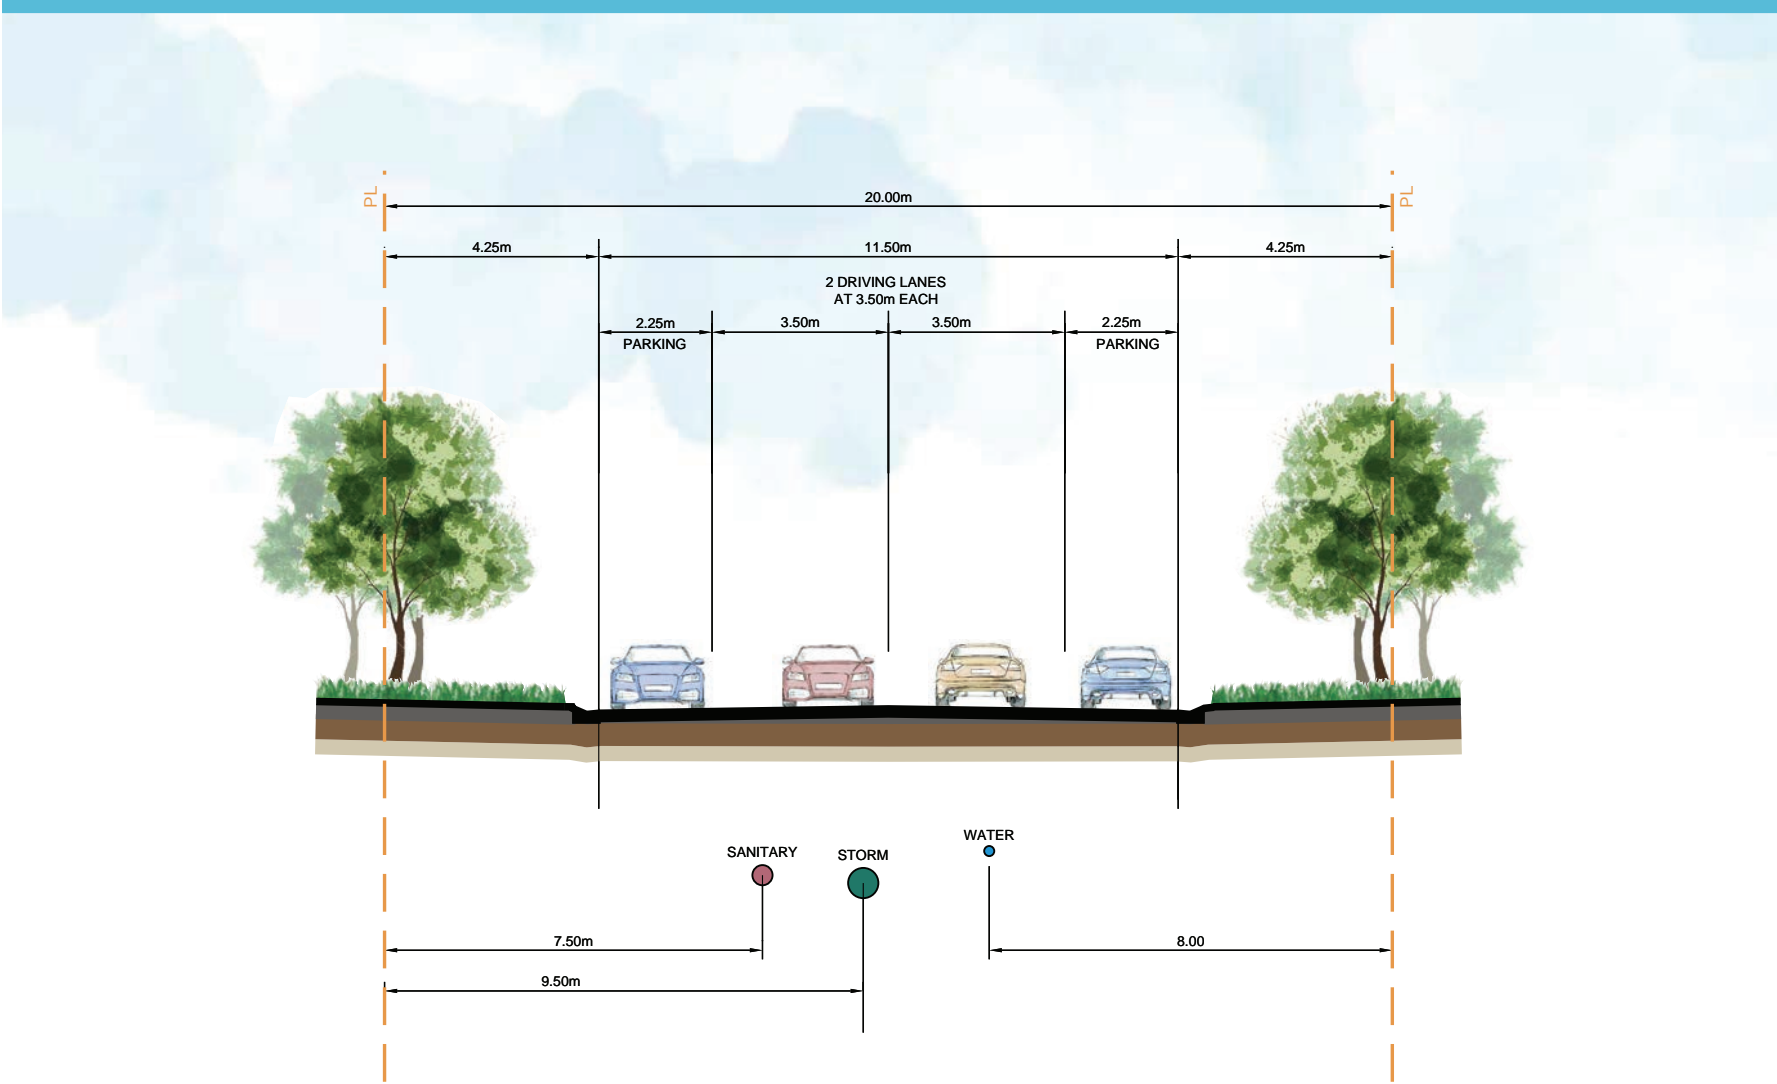 PL
PL
20.00m
4.25m
11.50m
4.25m
2 DRIVING LANES
AT 3.50m EACH
2.25m
3.50m
3.50m
2.25m
PARKING
PARKING
WATER
SANITARY
STORM
7.50m
8.00
9.50m